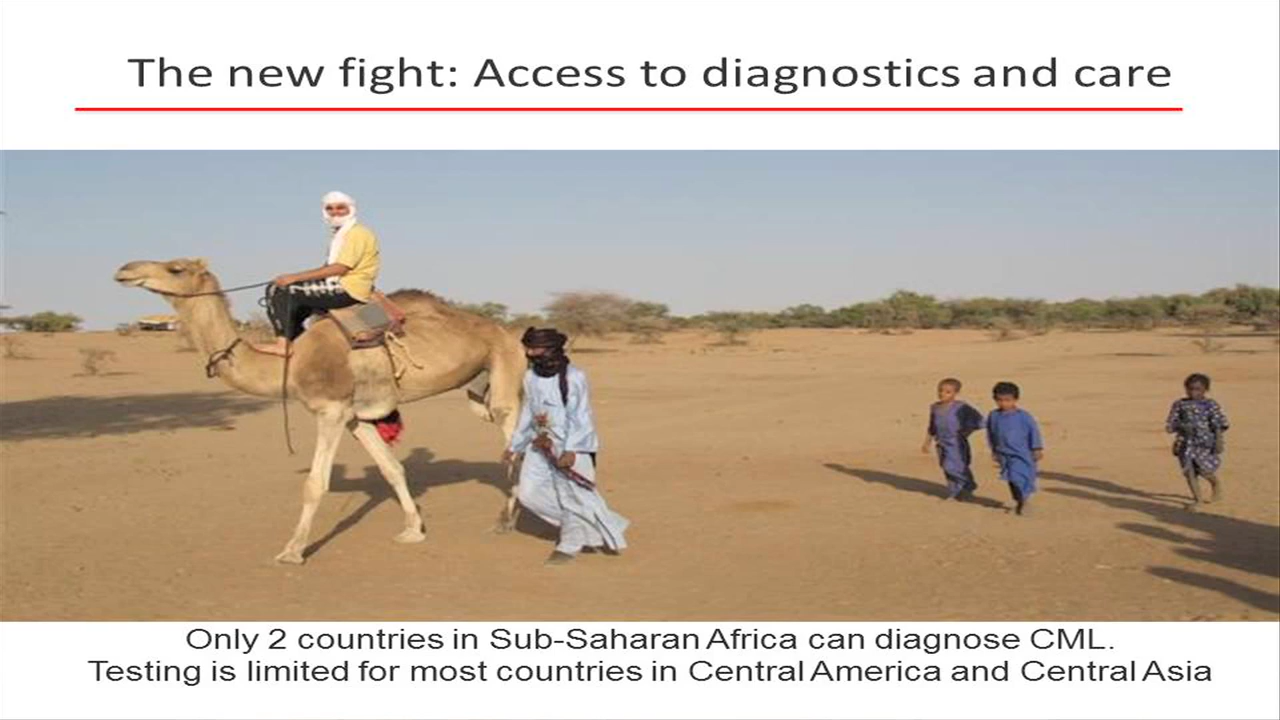 The new fight: Access to diagnostics and care
Only 2 countries in Sub-Saharan Africa can diagnose CML.
Testing is limited for most countries in Central America and Central Asia